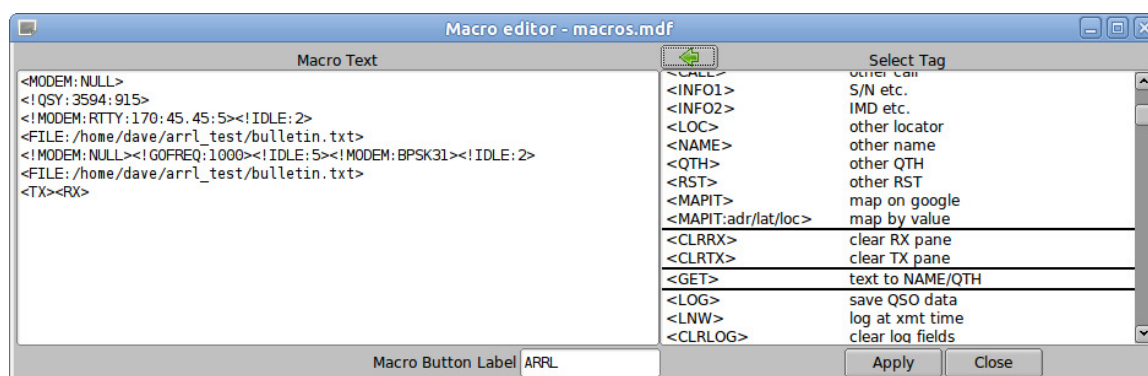 Macro editor - macros.mdf
Macro Text
Select Tag
<MODEM:NULL>
<!QSY:3594:915>
<!MODEM:RTTY:170:45.45:5><!IDLE:2>
<FILE:/home/dave/arrl_test/bulletin.txt>
<!MODEM:NULL><!GOFREQ:1000><!IDLE:5><!MODEM:BPSK31><!IDLE:2>
<FILE:/home/dave/arrl_test/bulletin.txt>
<TX><RX>
<CALL> other call
<INFO1> S/N etc.
<INFO2> IMD etc.
<LOC> other locator
<NAME> other name
<QTH> other QTH
<RST> other RST
<MAPIT> map on google
<MAPIT:adr/lat/loc> map by value
<CLRRX> clear RX pane
<CLRTX> clear TX pane
<GET> text to NAME/QTH
<LOG> save QSO data
<LNW> log at xmt time
<CLRLOG> clear log fields
Macro Button Label ARRL
Apply Close